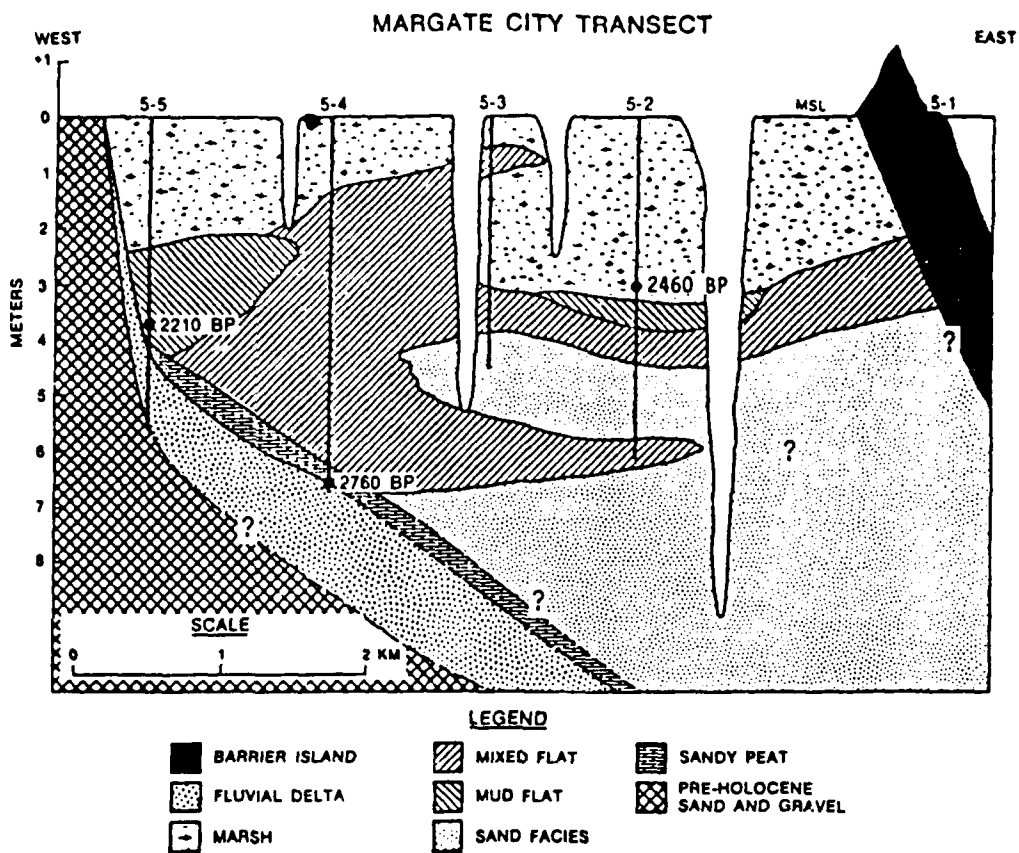 MARGATE CITY TRANSECT
WEST
EAST
+1
5-5
5-4
5-3
5-2
MSL
5-1
0
1
2
3
4
5
6
7
8
METERS
2460 BP
2210 BP
2760 BP
?
?
?
?
SCALE
0 1 2 KM
LEGEND
BARRIER ISLAND
MIXED FLAT
SANDY PEAT
FLUVIAL DELTA
MUD FLAT
PRE-HOLOCENE
SAND AND GRAVEL
MARSH
SAND FACIES